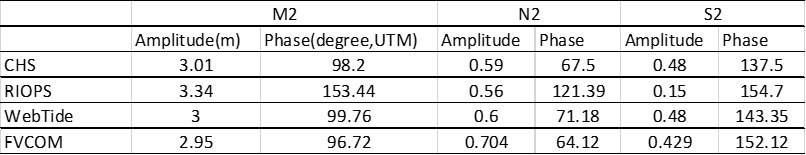 M2 N2 S2
Amplitude(m) Phase(degree,UTM) Amplitude Phase Amplitude Phase
CHS 3.01 98.2 0.59 67.5 0.48 137.5
RIOPS 3.34 153.44 0.56 121.39 0.15 154.7
WebTide 3 99.76 0.6 71.18 0.48 143.35
FVCOM 2.95 96.72 0.704 64.12 0.429 152.12